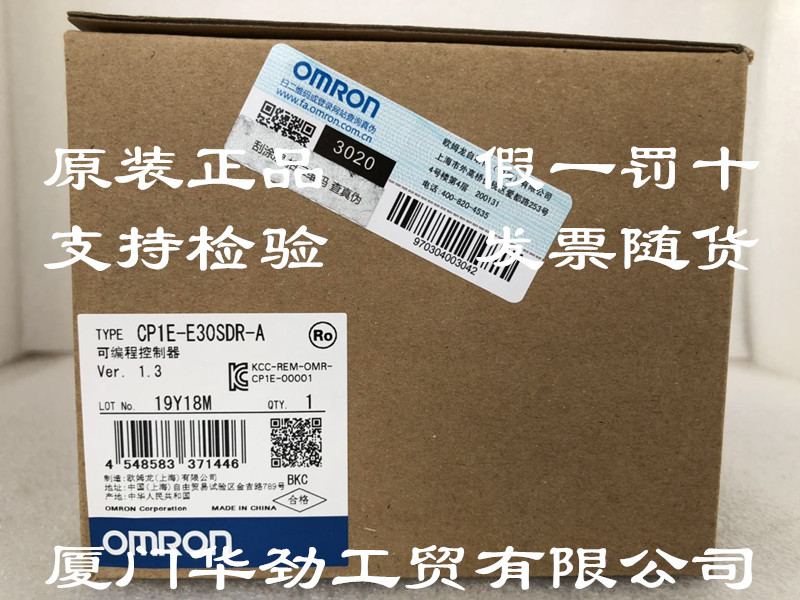 OMRON
扫二维码或登录网站查询真伪
www.fa.omron.com.cn
3020
查真伪
上海市外高桥
4号楼第4层 200131
电话:400-820-4535
970304003042
原装正品 假一罚十
支持检验 发票随货
TYPE CP1E-E30SDR-A
Ro
可编程控制器
Ver. 1.3
KCC-REM-OMR-
CP1E-00001
LOT No. 19Y18M QTY. 1
4 548583 371446
制造:欧姆龙(上海)有限公司
地址:中国(上海)自由贸易试验区金吉路789号
产地:中华人民共和国
BKC
合格
OMRON Corporation MADE IN CHINA
OMRON
厦门华劲工贸有限公司